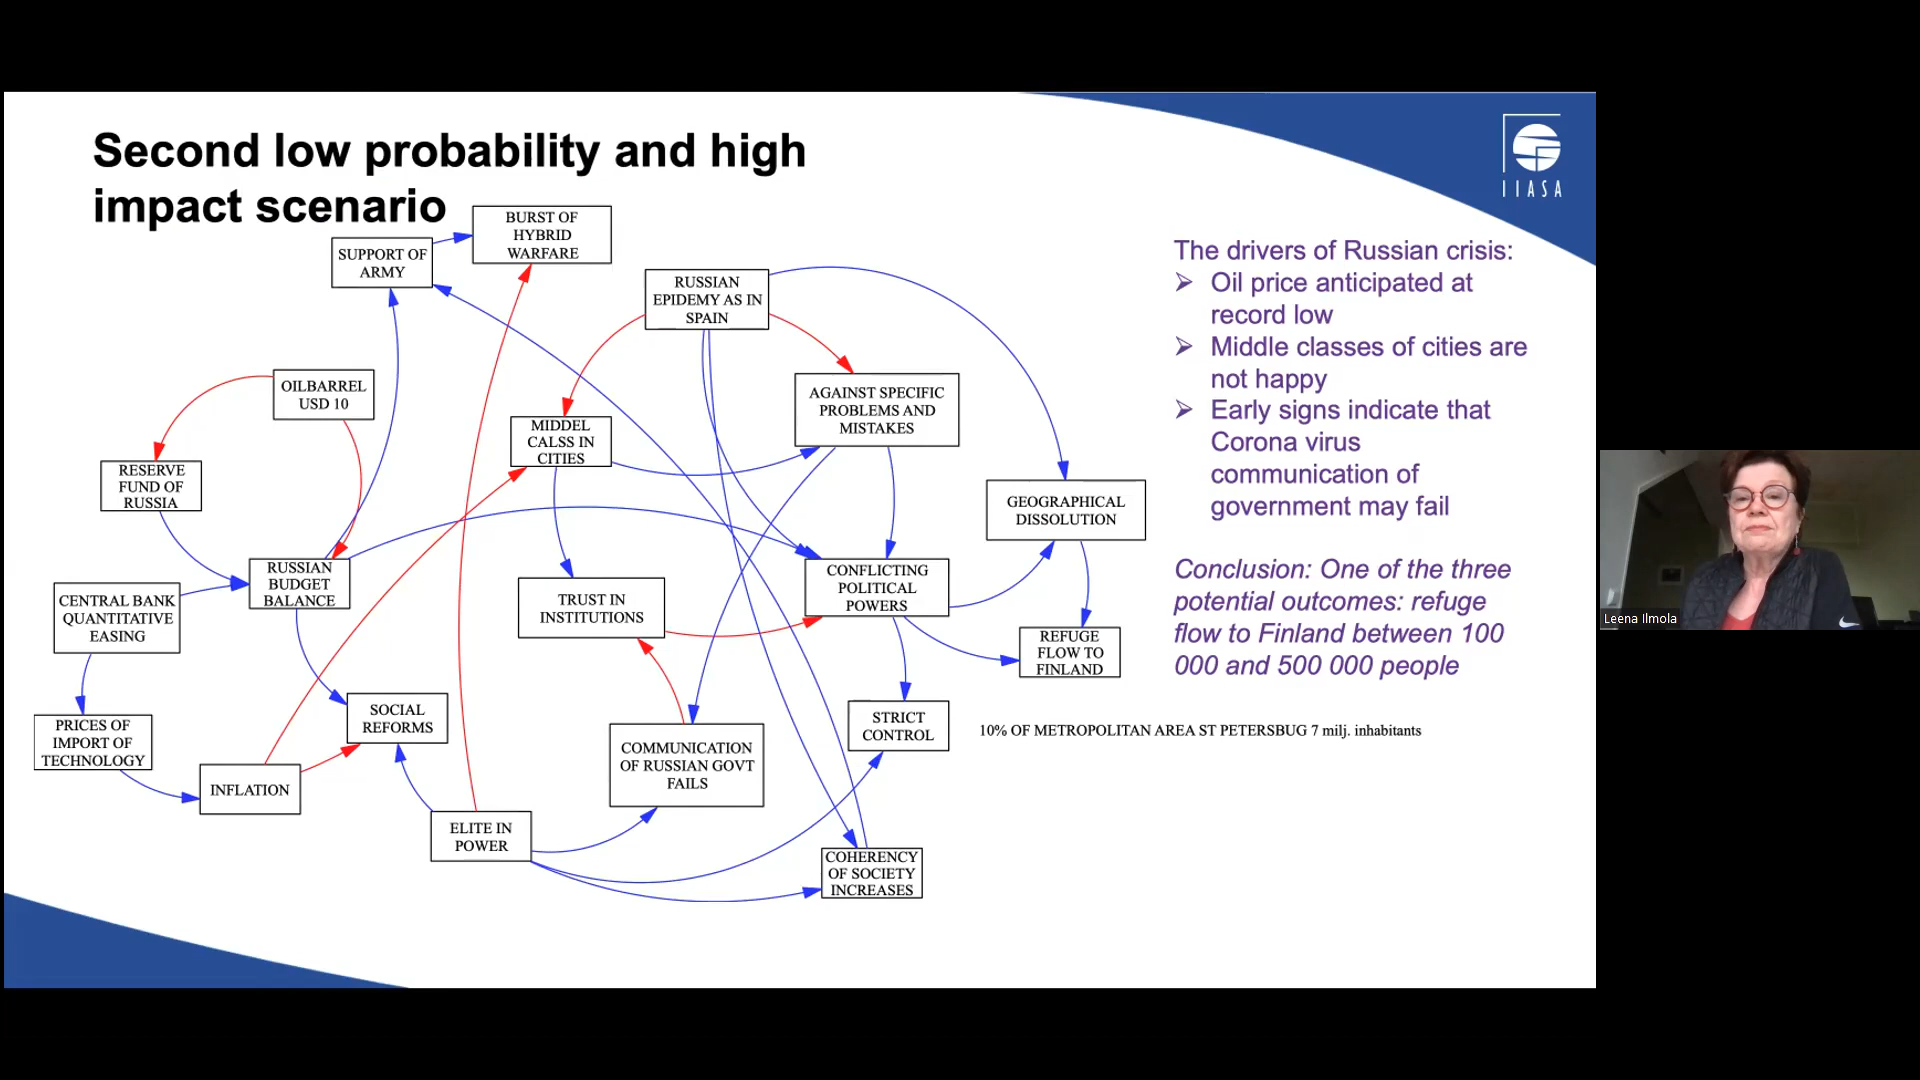 Second low probability and high
impact scenario
IIASA
BURST OF
HYBRID
WARFARE
SUPPORT OF
ARMY
RUSSIAN
EPIDEMY AS IN
SPAIN
OILBARREL
USD 10
AGAINST SPECIFIC
PROBLEMS AND
MISTAKES
MIDDEL
CALSS IN
CITIES
RESERVE
FUND OF
RUSSIA
GEOGRAPHICAL
DISSOLUTION
RUSSIAN
BUDGET
BALANCE
CONFLICTING
POLITICAL
POWERS
CENTRAL BANK
QUANTITATIVE
EASING
TRUST IN
INSTITUTIONS
REFUGE
FLOW TO
FINLAND
SOCIAL
REFORMS
STRICT
CONTROL
PRICES OF
IMPORT OF
TECHNOLOGY
COMMUNICATION
OF RUSSIAN GOVT
FAILS
INFLATION
ELITE IN
POWER
COHERENCY
OF SOCIETY
INCREASES
10% OF METROPOLITAN AREA ST PETERSBUG 7 milj. inhabitants
The drivers of Russian crisis:
➢ Oil price anticipated at
record low
➢ Middle classes of cities are
not happy
➢ Early signs indicate that
Corona virus
communication of
government may fail
Conclusion: One of the three
potential outcomes: refuge
flow to Finland between 100
000 and 500 000 people
Leena Ilmola